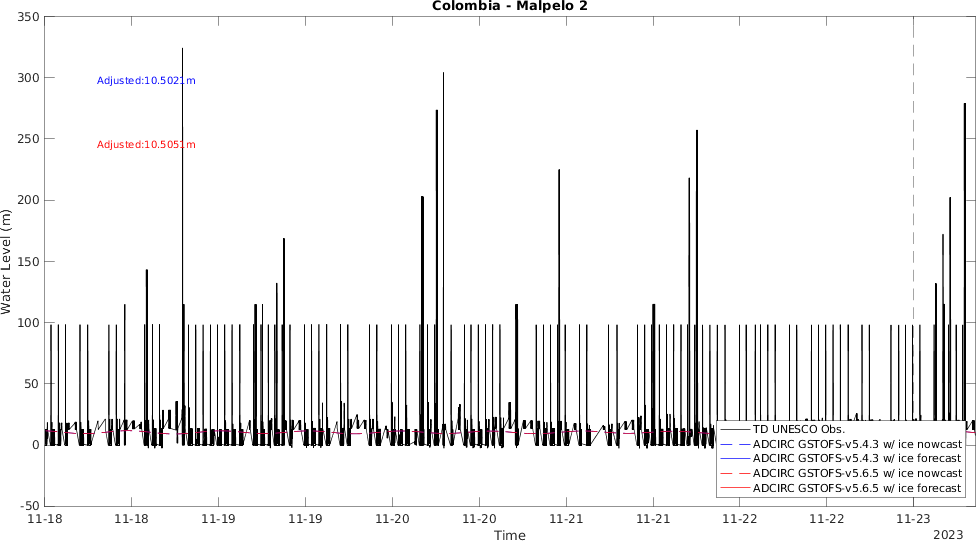 Colombia - Malpelo 2
350
300
250
200
150
100
50
0
-50
Water Level (m)
Adjusted:10.5021m
Adjusted:10.5051m
TD UNESCO Obs.
ADCIRC GSTOFS-v5.4.3 w/ ice nowcast
ADCIRC GSTOFS-v5.4.3 w/ ice forecast
ADCIRC GSTOFS-v5.6.5 w/ ice nowcast
ADCIRC GSTOFS-v5.6.5 w/ ice forecast
11-18 11-18 11-19 11-19 11-20 11-20 11-21 11-21 11-22 11-22 11-23
Time
2023